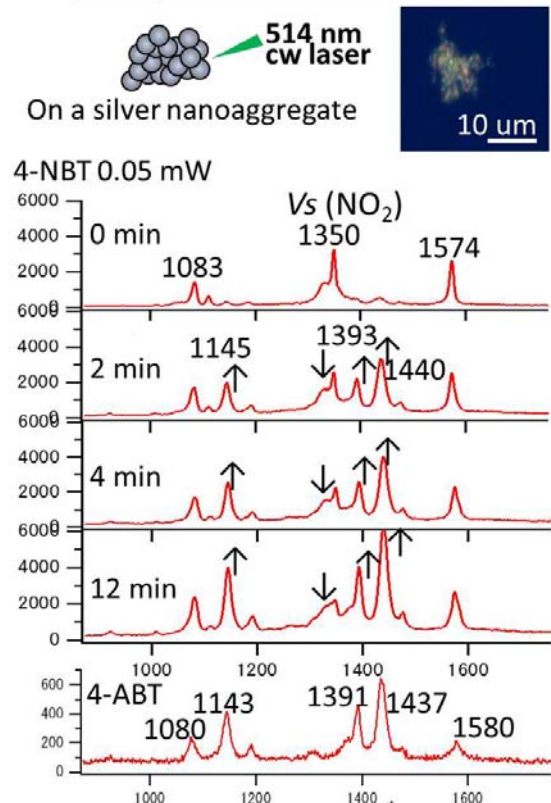 514 nm
cw laser
On a silver nanoaggregate
10 um
4-NBT 0.05 mW
Vs (NO₂)
6000
4000
2000
0
0 min
1083
1350
1574
6000
4000
2000
0
2 min
1145
1393
1440
6000
4000
2000
0
4 min
6000
4000
2000
0
12 min
1000 1200 1400 1600
4-ABT
600
400
200
0
1080
1143
1391
1437
1580
1000 1200 1400 1600